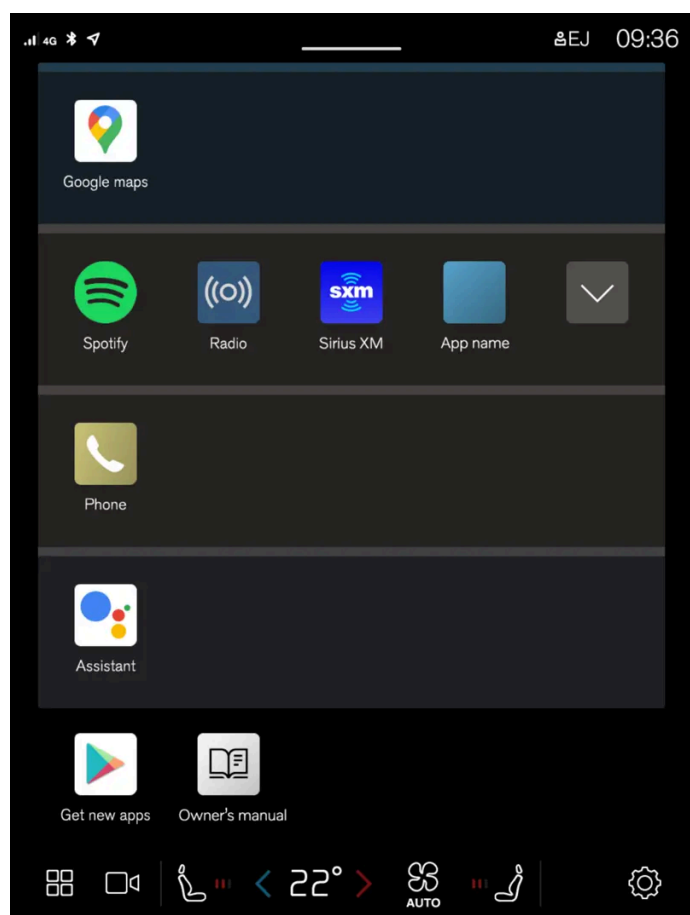 4G EJ 09:36
Google maps
sxm
Spotify Radio Sirius XM App name
Phone
Assistant
Get new apps Owner's manual
22°
AUTO